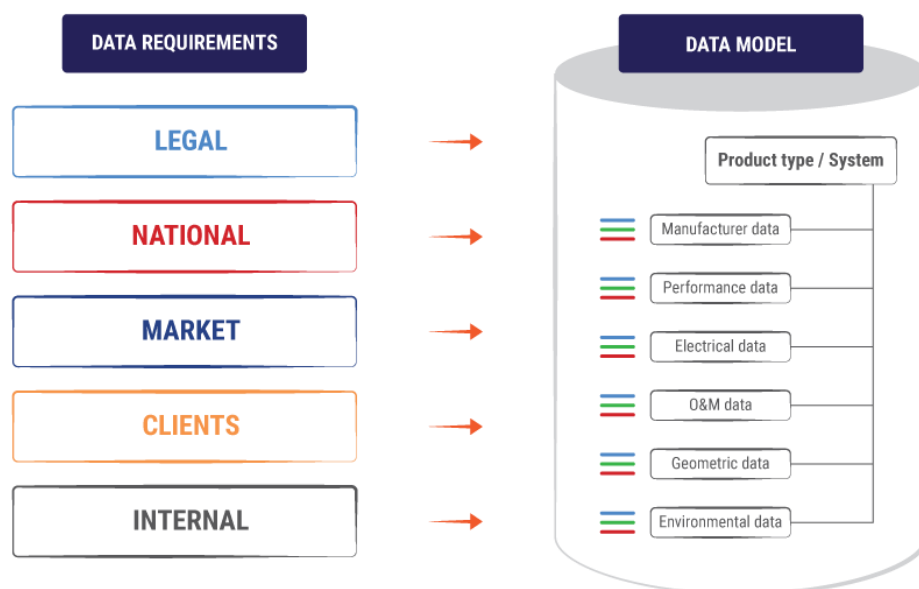 DATA REQUIREMENTS
LEGAL
NATIONAL
MARKET
CLIENTS
INTERNAL
DATA MODEL
Product type / System
Manufacturer data
Performance data
Electrical data
O&M data
Geometric data
Environmental data